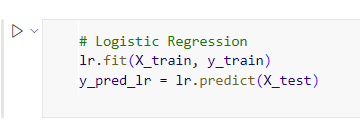 # Logistic Regression
lr.fit(X_train, y_train)
y_pred_lr = lr.predict(X_test)